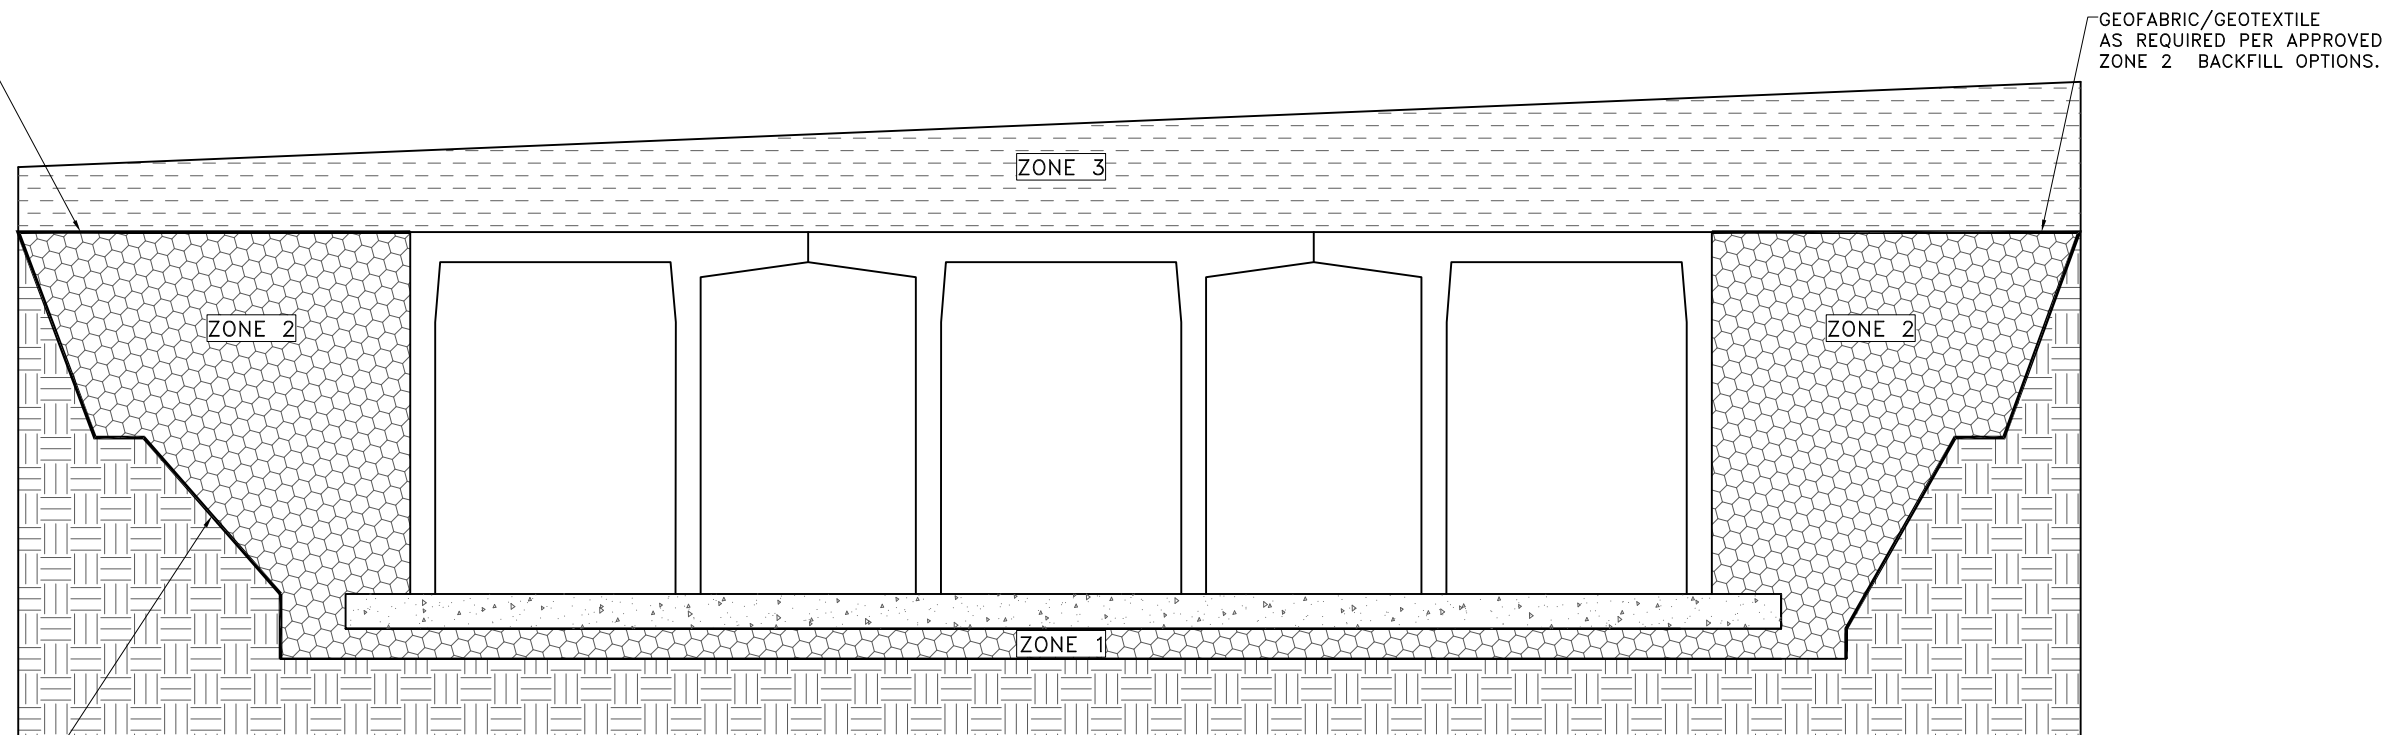 GEOFABRIC/GEOTEXTILE
AS REQUIRED PER APPROVED
ZONE 2 BACKFILL OPTIONS.
ZONE 3
ZONE 2
ZONE 2
ZONE 1